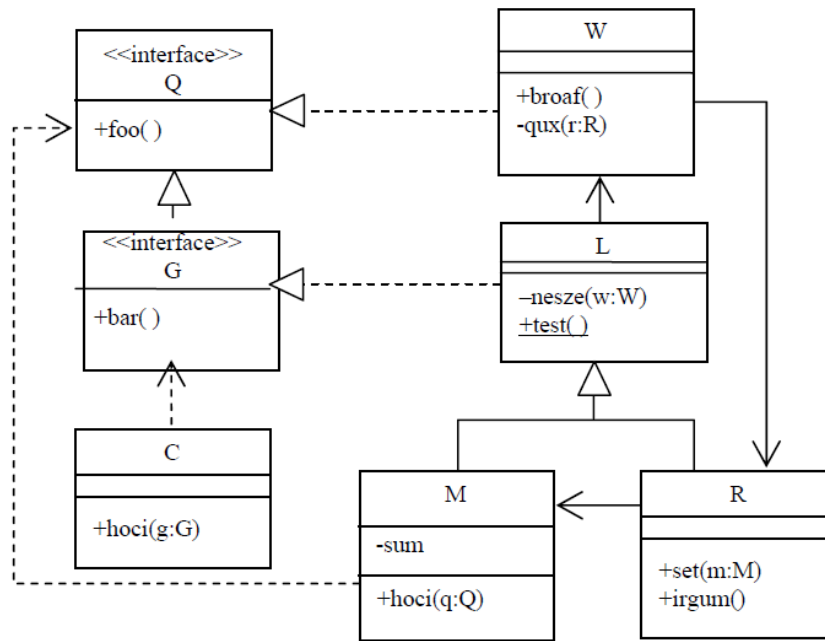 <<interface>>
Q
+foo( )
W
+broaf( )
-qux(r:R)
<<interface>>
G
+bar( )
L
–nesze(w:W)
+test( )
C
+hoci(g:G)
M
-sum
+hoci(q:Q)
R
+set(m:M)
+irgum()